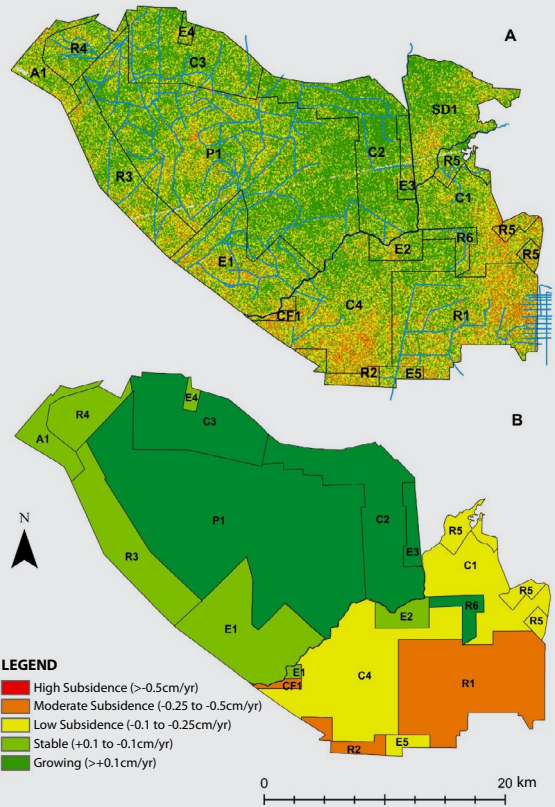 A
E4
R4
C3
A1
SD1
P1
C2
R5
R3
E3
C1
R5
R6
E2
R5
E1
C4
CF1
R1
R2
E5
B
E4
R4
C3
A1
N
P1
C2
R5
E3
R3
C1
R5
R6
E2
R5
E1
E1
C4
R1
CF1
R2
E5
LEGEND
High Subsidence (>-0.5cm/yr)
Moderate Subsidence (-0.25 to -0.5cm/yr)
Low Subsidence (-0.1 to -0.25cm/yr)
Stable (+0.1 to -0.1cm/yr)
Growing (>+0.1cm/yr)
0 20 km